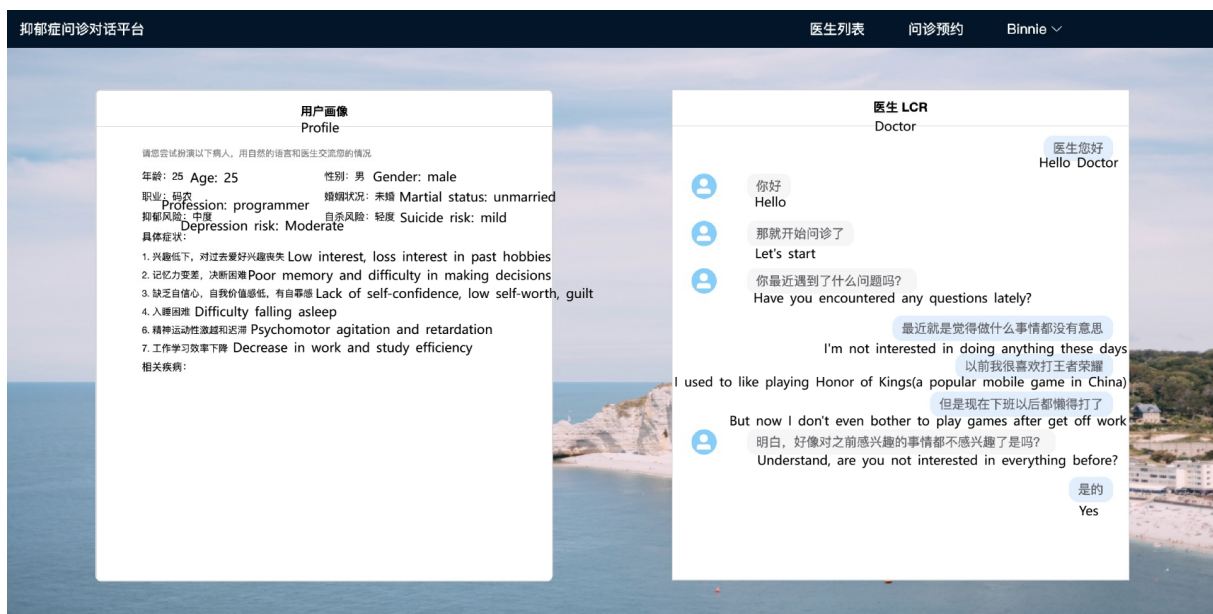 抑郁症问诊对话平台 医生列表 问诊预约 Binnie
用户画像
Profile
请您尝试扮演以下病人，用自然的语言和医生交流您的情况
年龄：25 Age: 25 性别：男 Gender: male
职业：码农 Profession: programmer 婚姻状况：未婚 Martial status: unmarried
抑郁风险：中度 Depression risk: Moderate 自杀风险：轻度 Suicide risk: mild
具体症状：
1. 兴趣低下，对过去爱好兴趣丧失 Low interest, loss interest in past hobbies
2. 记忆力变差，决断困难 Poor memory and difficulty in making decisions
3. 缺乏自信心，自我价值感低，有自罪感 Lack of self-confidence, low self-worth, guilt
4. 入睡困难 Difficulty falling asleep
6. 精神运动性激越和迟滞 Psychomotor agitation and retardation
7. 工作学习效率下降 Decrease in work and study efficiency
相关疾病：
医生 LCR
Doctor
医生您好
Hello Doctor
你好
Hello
那就开始问诊了
Let's start
你最近遇到了什么问题吗？
Have you encountered any questions lately?
最近就是觉得做什么事情都没有意思
I'm not interested in doing anything these days
以前我很喜欢打王者荣耀
I used to like playing Honor of Kings(a popular mobile game in China)
但是现在下班以后都懒得打了
But now I don't even bother to play games after get off work
明白，好像对之前感兴趣的事情都不感兴趣了是吗？
Understand, are you not interested in everything before?
是的
Yes